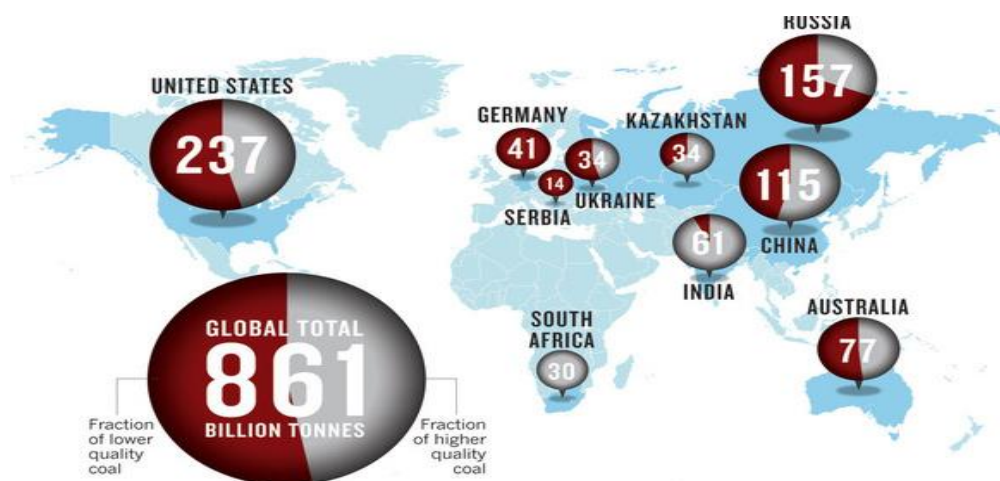 RUSSIA
157
UNITED STATES
237
GERMANY
41
KAZAKHSTAN
34
34
UKRAINE
14
SERBIA
115
CHINA
61
INDIA
SOUTH
AFRICA
30
AUSTRALIA
77
GLOBAL TOTAL
861
BILLION TONNES
Fraction
of lower
quality
coal
Fraction
of higher
quality
coal